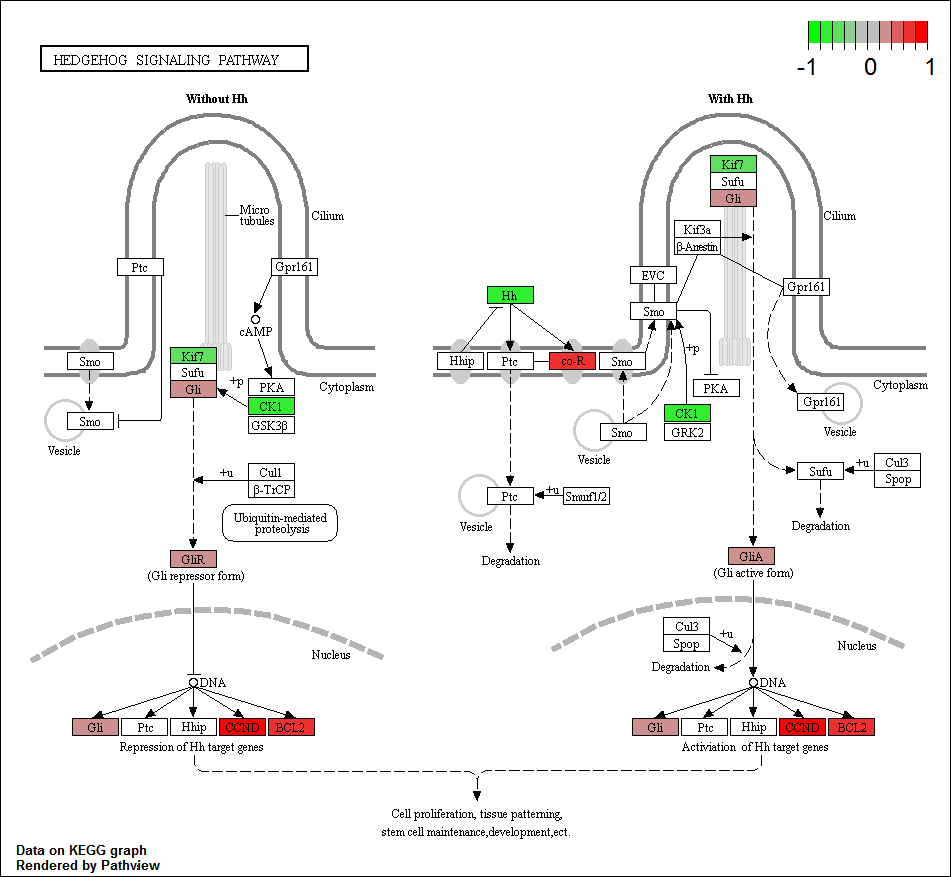 HEDGEHOG SIGNALING PATHWAY
-1 0 1
Without Hh
Micro
tubules
Cilium
Ptc
Gpr161
cAMP
Smo
Kif7
Sufu
Gli
+p
PKA
CK1
GSK3β
Cytoplasm
Smo
Vesicle
+u
Cul1
β-TrCP
Ubiquitin-mediated
proteolysis
GliR
(Gli repressor form)
Nucleus
DNA
Gli
Ptc
Hhip
CCND
BCL2
Repression of Hh target genes
With Hh
Kif7
Sufu
Gli
Cilium
Kif3a
β-Arrestin
EVC
Gpr161
Hh
Smo
+p
Hhip
Ptc
co-R
Smo
PKA
Cytoplasm
CK1
GRK2
Smo
Vesicle
Gpr161
Vesicle
Ptc
+u
Smurf1/2
Vesicle
Degradation
Sufu
+u
Cul3
Spop
Degradation
GliA
(Gli active form)
Cul3
Spop
+u
Degradation
Nucleus
DNA
Gli
Ptc
Hhip
CCND
BCL2
Activiation of Hh target genes
Cell proliferation, tissue patterning,
stem cell maintenance,development,ect.
Data on KEGG graph
Rendered by Pathview